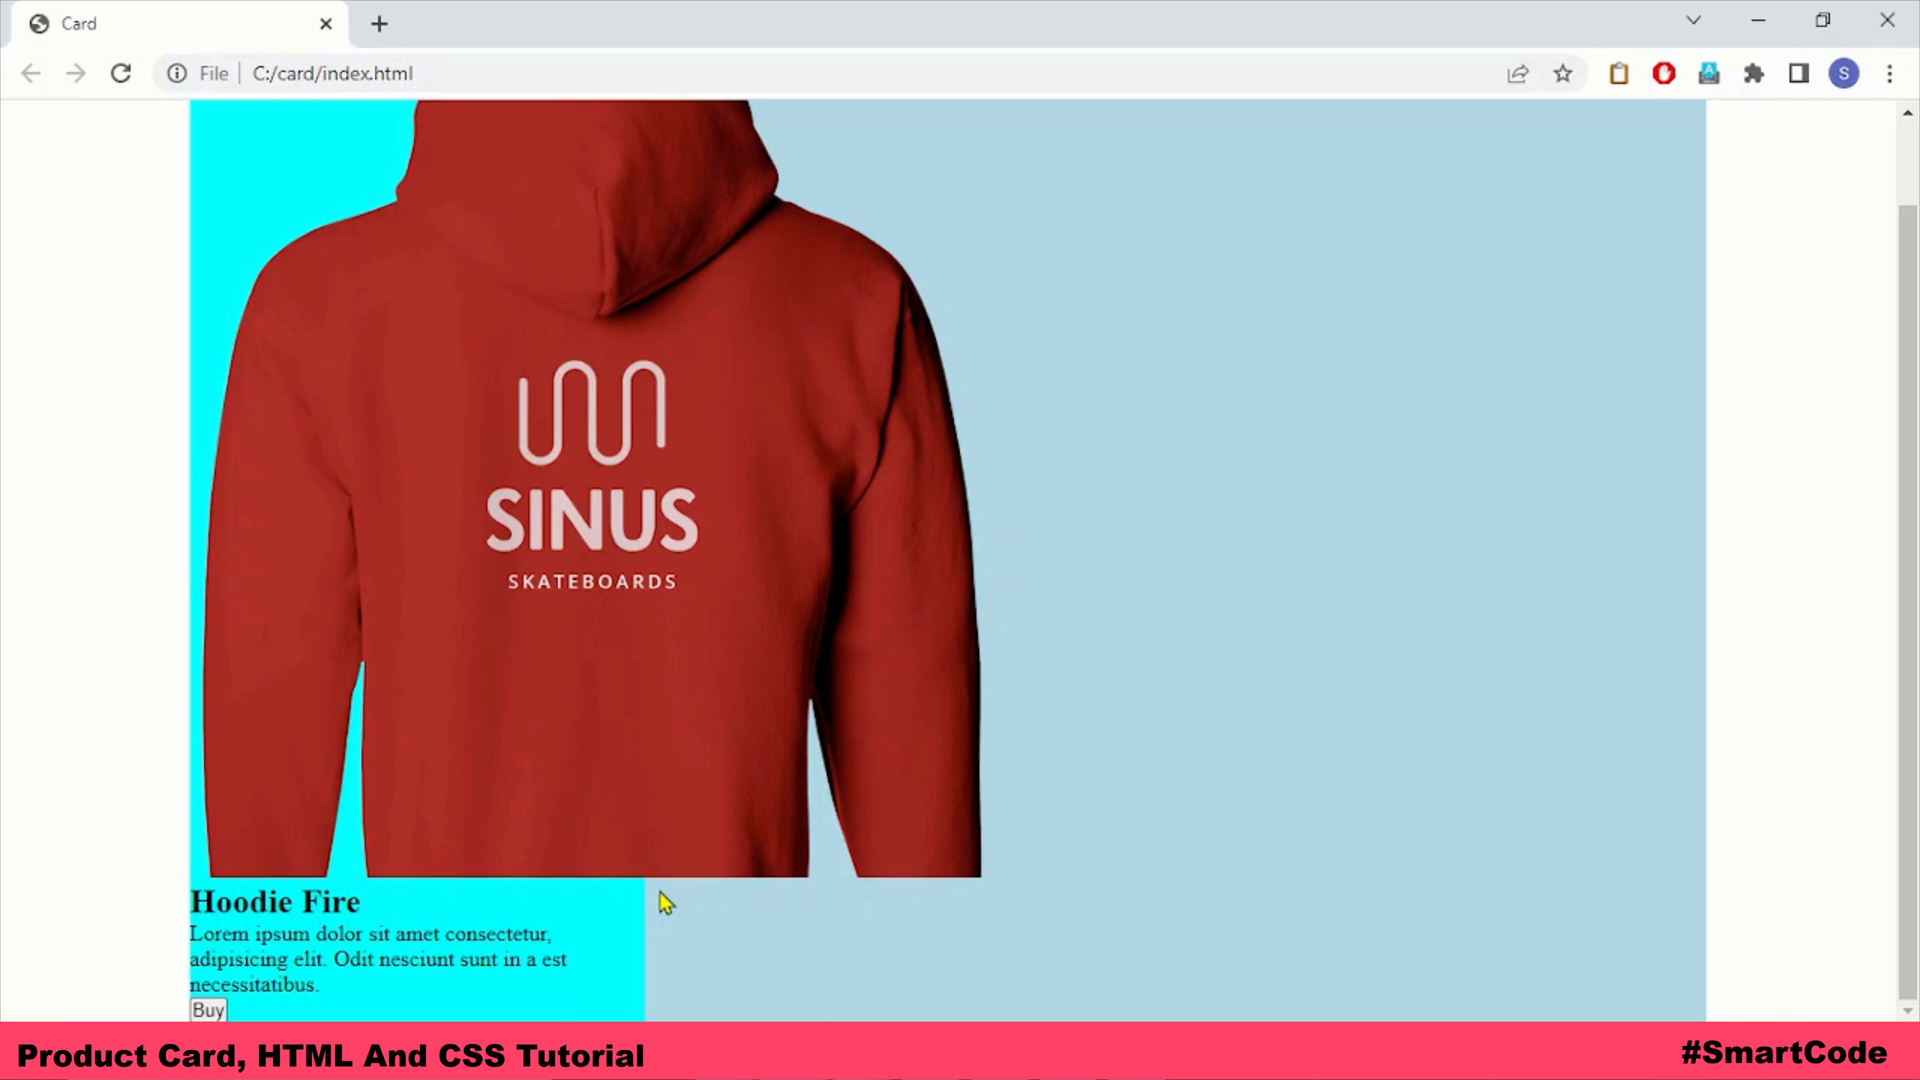 Card
File
C:/card/index.html
S
SINUS
SKATEBOARDS
Hoodie Fire
Lorem ipsum dolor sit amet consectetur,
adipisicing elit. Odit nesciunt sunt in a est
necessitatibus.
Buy
Product Card, HTML And CSS Tutorial
#SmartCode